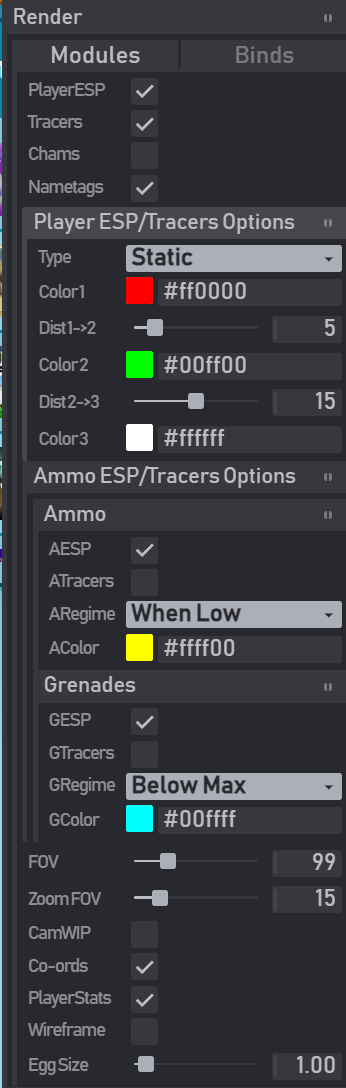 Render
Modules Binds
PlayerESP
Tracers
Chams
Nametags
Player ESP/Tracers Options
Type Static
Color1 #ff0000
Dist1->2 5
Color2 #00ff00
Dist2->3 15
Color3 #ffffff
Ammo ESP/Tracers Options
Ammo
AESP
ATracers
ARegime When Low
AColor #ffff00
Grenades
GESP
GTracers
GRegime Below Max
GColor #00ffff
FOV 99
Zoom FOV 15
CamWIP
Co-ords
PlayerStats
Wireframe
Egg Size 1.00